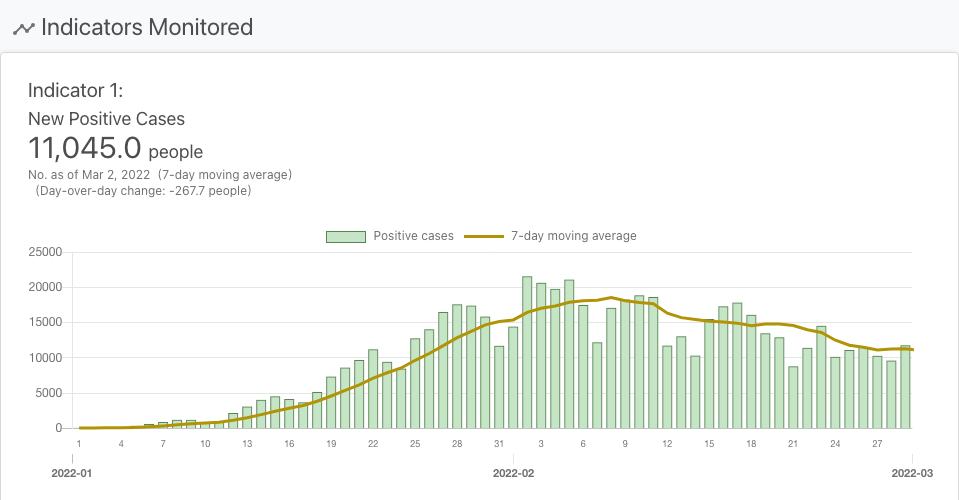 Indicators Monitored
Indicator 1:
New Positive Cases
11,045.0 people
No. as of Mar 2, 2022 (7-day moving average)
(Day-over-day change: -267.7 people)
Positive cases 7-day moving average
25000
20000
15000
10000
5000
0
1 4 7 10 13 16 19 22 25 28 31 3 6 9 12 15 18 21 24 27
2022-01 2022-02 2022-03